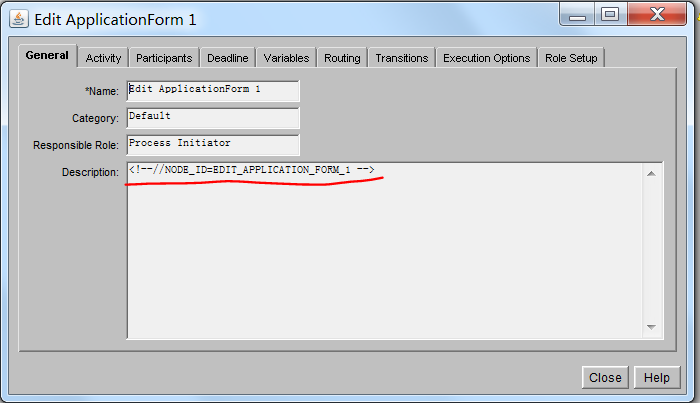 Edit ApplicationForm 1
General Activity Participants Deadline Variables Routing Transitions Execution Options Role Setup
*Name: Edit ApplicationForm 1
Category: Default
Responsible Role: Process Initiator
Description: <!--//NODE_ID=EDIT_APPLICATION_FORM_1 -->
Close Help